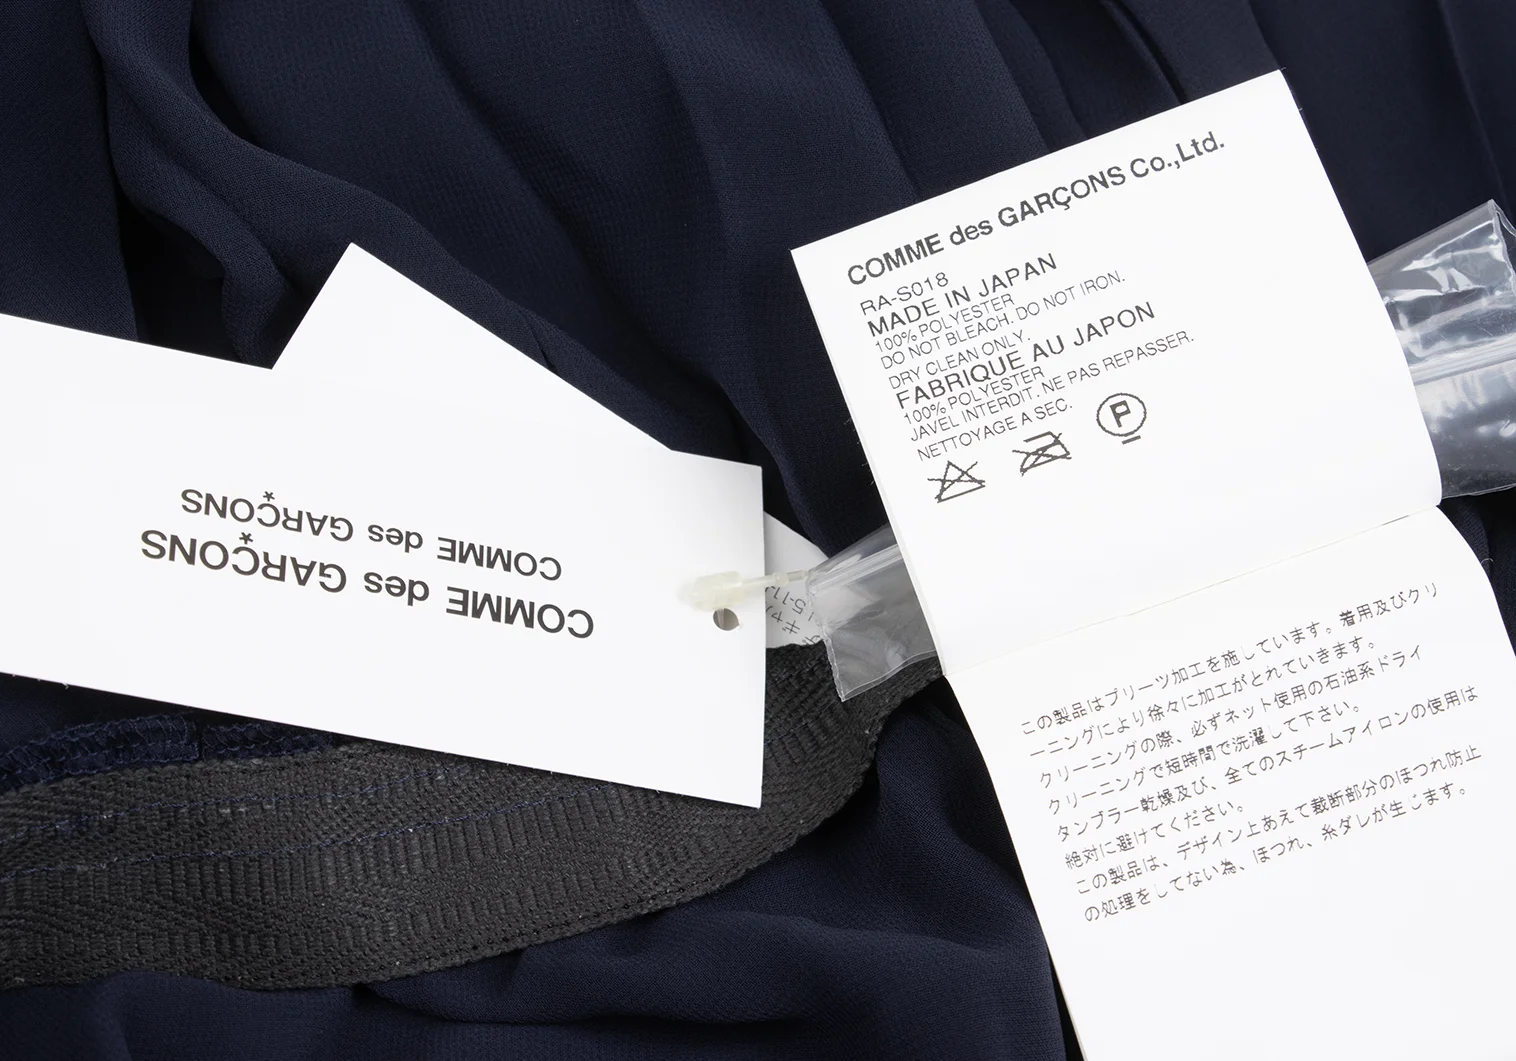 COMME des GARÇONS
COMME des GARÇONS
COMME des GARÇONS Co.,Ltd.
RA-S018
MADE IN JAPAN
100% POLYESTER
DO NOT BLEACH. DO NOT IRON.
DRY CLEAN ONLY.
FABRIQUE AU JAPON
100% POLYESTER
JAVEL INTERDIT. NE PAS REPASSER.
NETTOYAGE A SEC.
P
この製品はプリーツ加工を施しています。着用及びクリ
ーニングにより徐々に加工がとれていきます。
クリーニングの際、必ずネット使用の石油系ドライ
クリーニングで短時間で洗濯して下さい。
タンブラー乾燥及び、全てのスチームアイロンの使用は
絶対に避けてください。
この製品は、デザイン上あえて裁断部分のほつれ防止
の処理をしてない為、ほつれ、糸ダレが生じます。